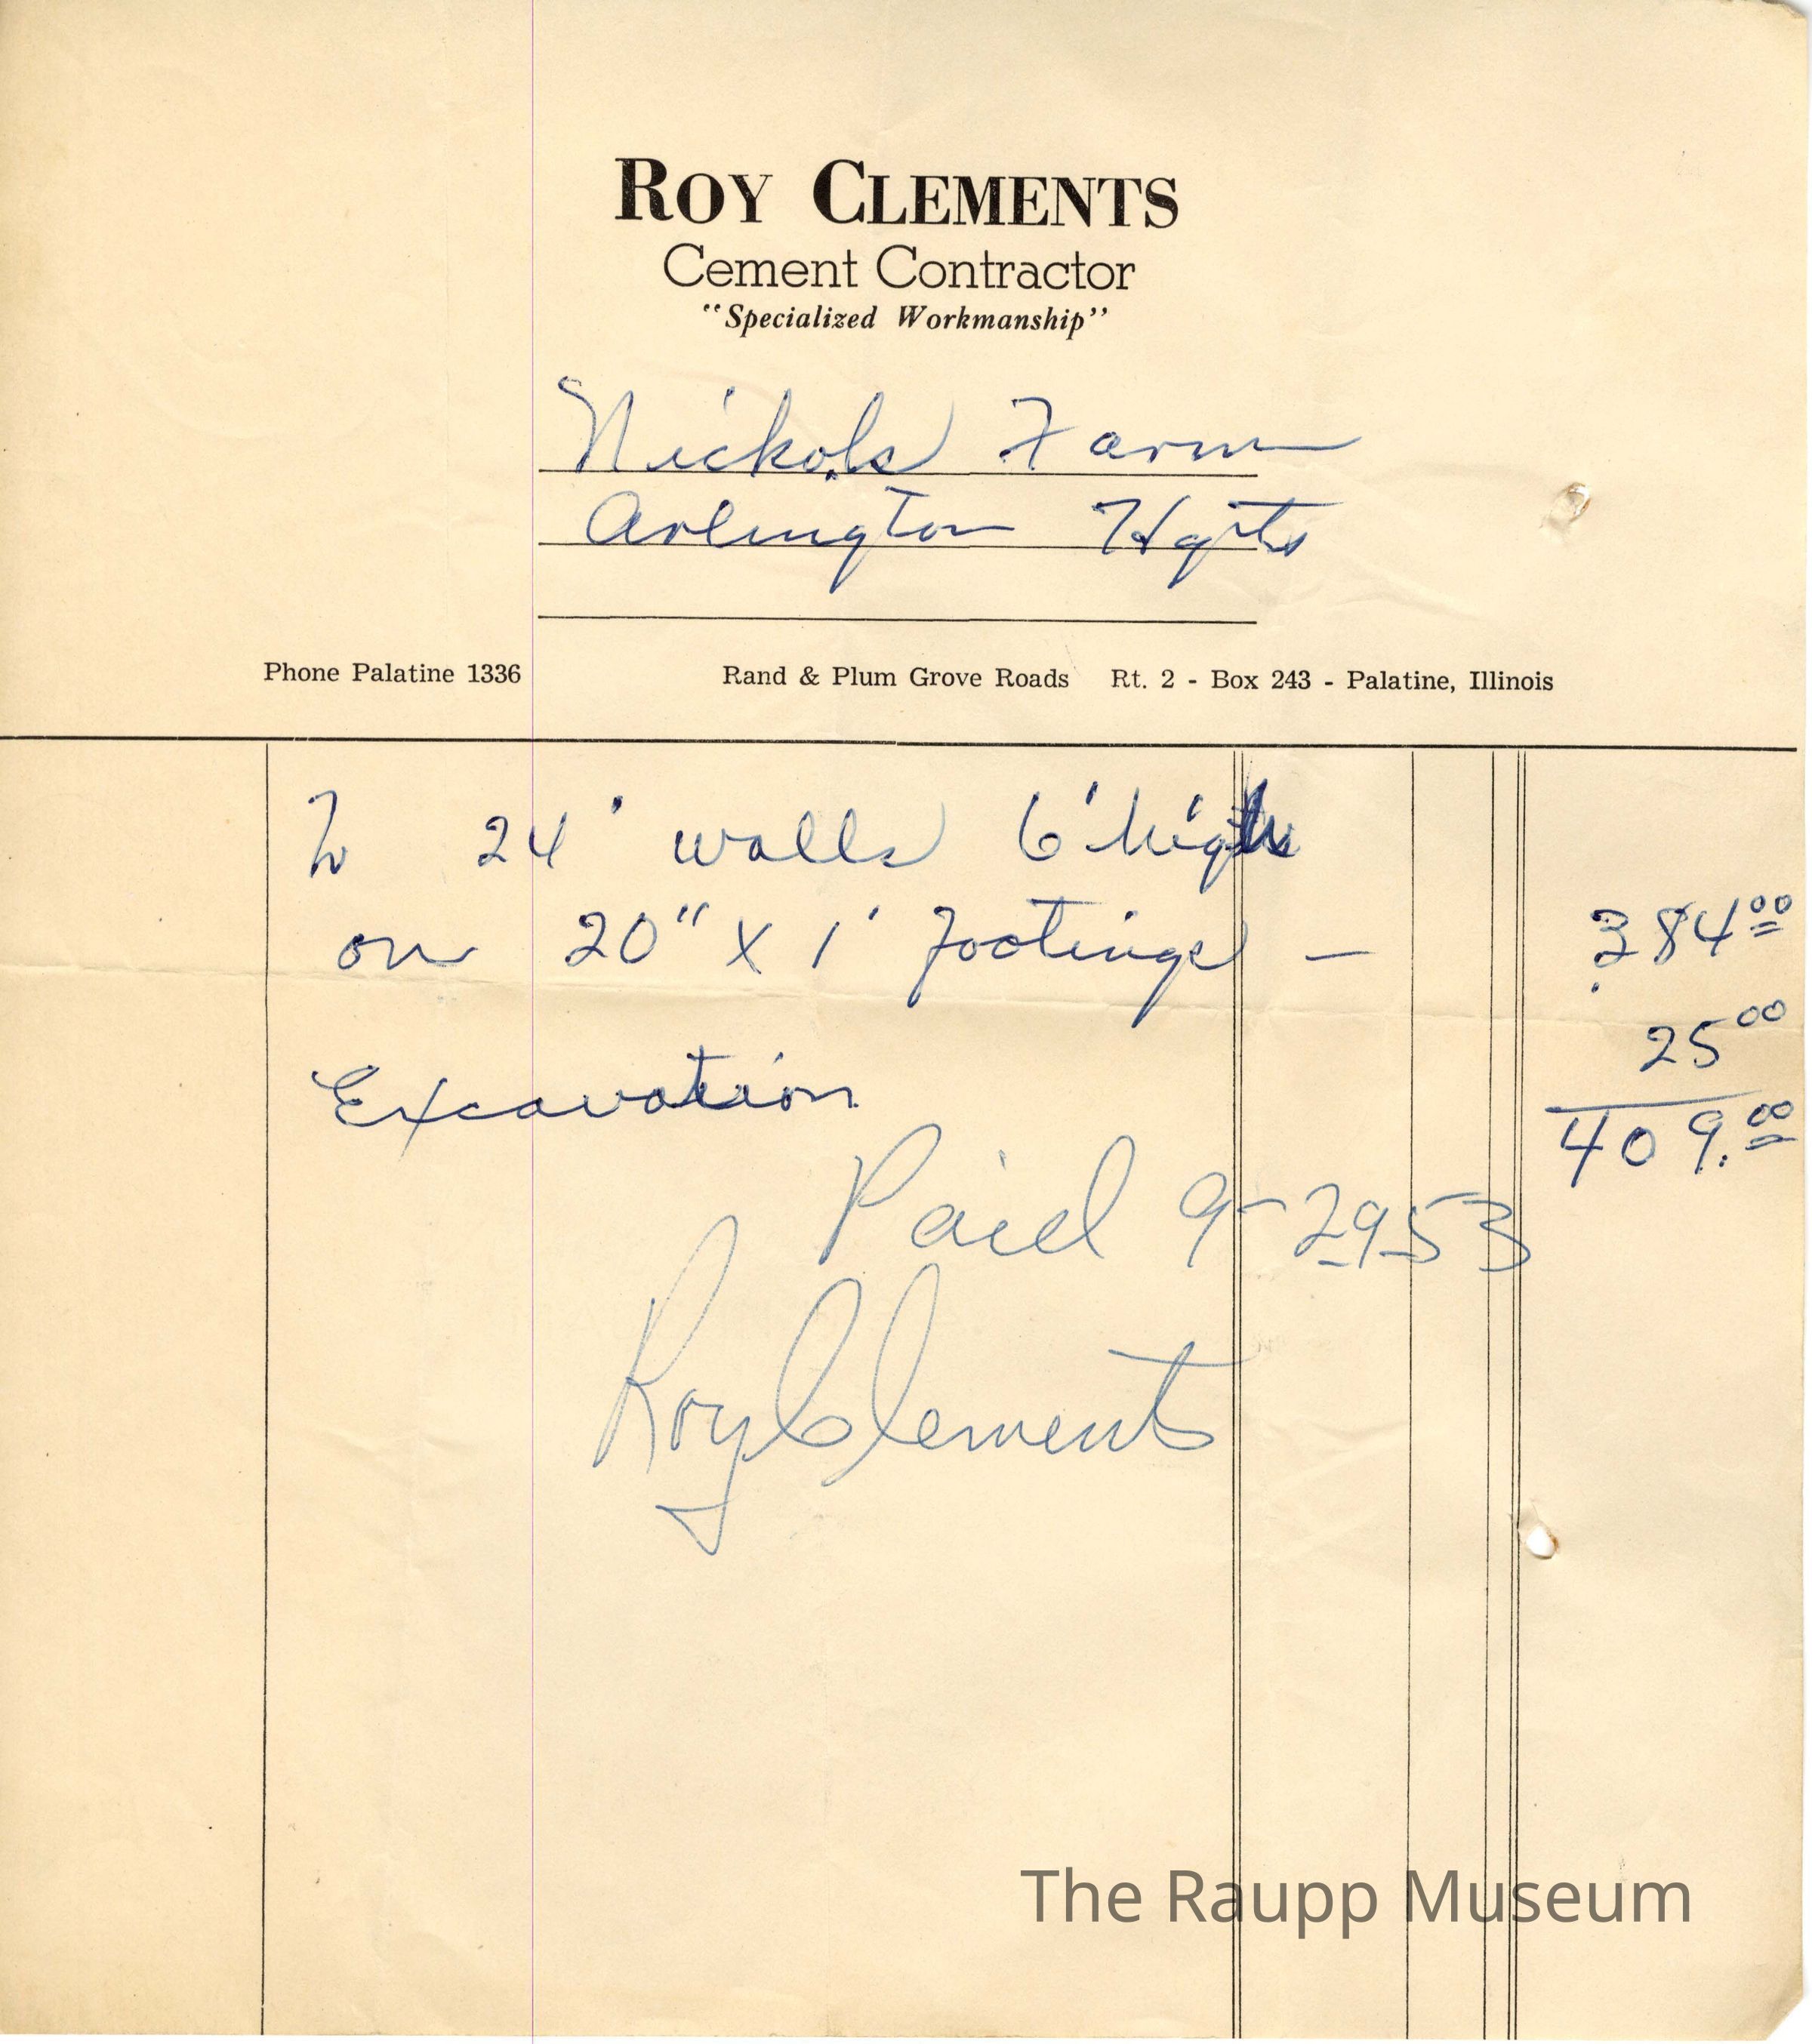 ROY CLEMENTS
Cement Contractor
"Specialized Workmanship"
Nickols Farm
Arlington Hgts
Phone Palatine 1336 Rand & Plum Grove Roads Rt. 2 - Box 243 - Palatine, Illinois
24' walls 6' high
on 20" x 1' footings — 384.00
Excavation 25.00
409.00
Paid 9-29-53
Roy Clements
The Raupp Museum